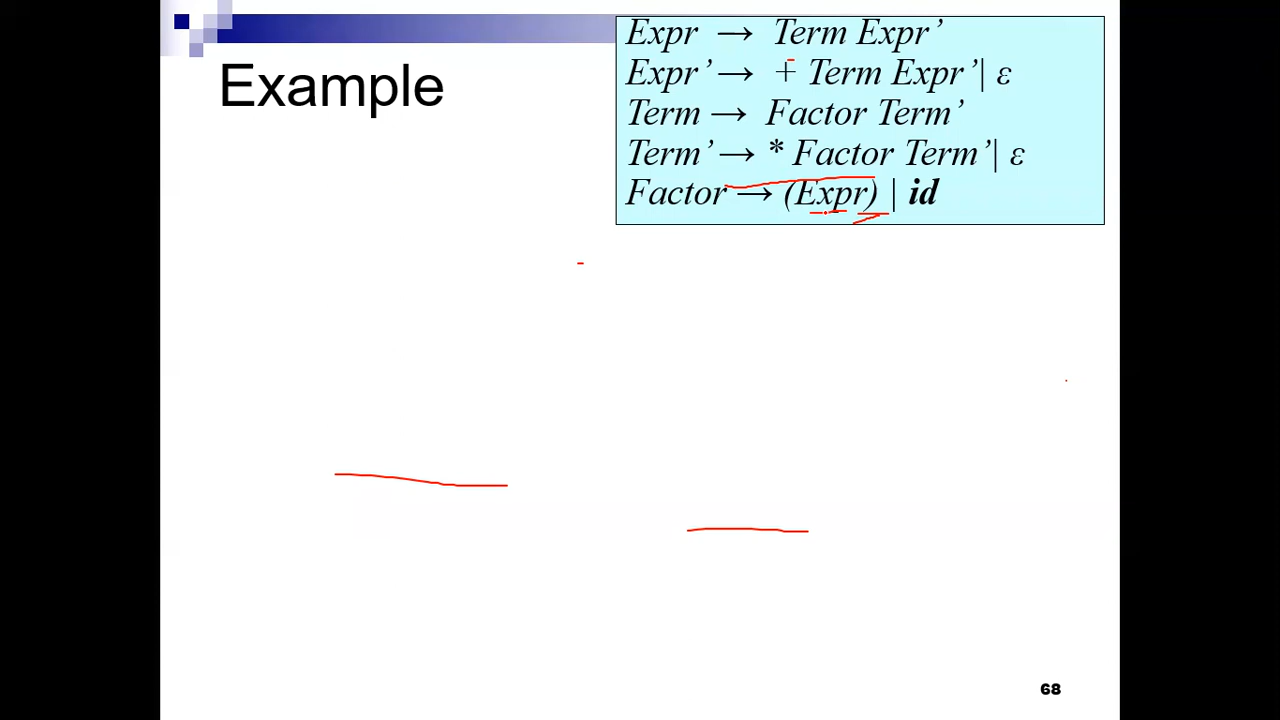 Example
Expr → Term Expr’
Expr’ → + Term Expr’| ε
Term → Factor Term’
Term’ → * Factor Term’| ε
Factor → (Expr) | id
68